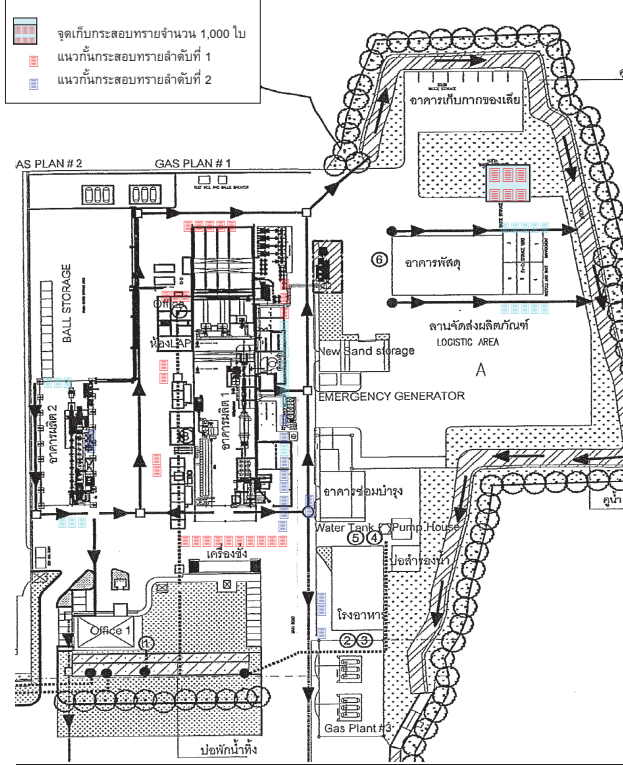 จุดเก็บกระสอบทรายจำนวน 1,000 ใบ
แนวกั้นกระสอบทรายลำดับที่ 1
แนวกั้นกระสอบทรายลำดับที่ 2
อาคารเก็บกากของเสีย
AS PLAN # 2
GAS PLAN # 1
BALL STORAGE
Office
ห้องLAP
อาคารผลิต 1
อาคารผลิต 2
6
อาคารพัสดุ
ลานจัดส่งผลิตภัณฑ์
LOGISTIC AREA
A
New Sand storage
EMERGENCY GENERATOR
อาคารซ่อมบำรุง
คูน้ำ
Water Tank
Pump House
5 4
บ่อสำรองน้ำ
เครื่องชั่ง
โรงอาหาร
2 3
Office 1
1
Gas Plant #3
บ่อพักน้ำทิ้ง